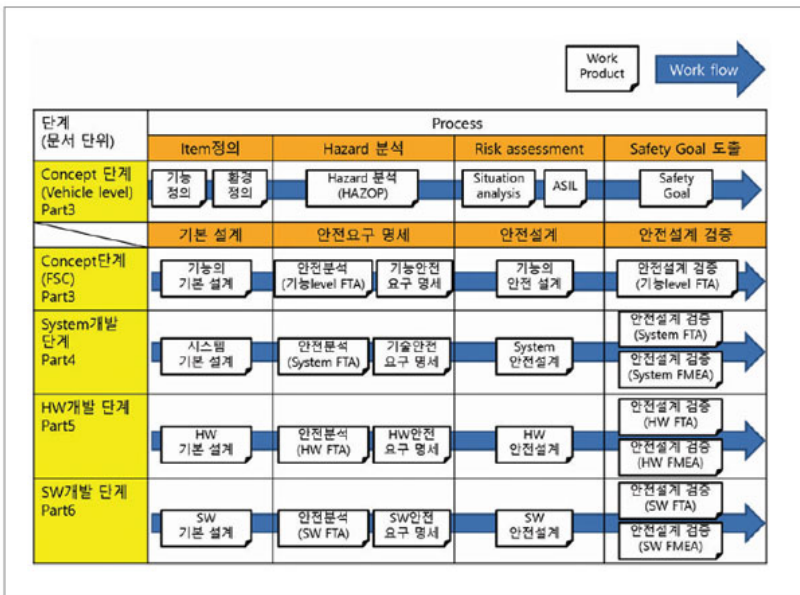 Work
Product
Work flow
단계
(문서 단위)
Process
Item정의
Hazard 분석
Risk assessment
Safety Goal 도출
Concept 단계
(Vehicle level)
Part3
기능
정의
환경
정의
Hazard 분석
(HAZOP)
Situation
analysis
ASIL
Safety
Goal
기본 설계
안전요구 명세
안전설계
안전설계 검증
Concept단계
(FSC)
Part3
기능의
기본 설계
안전분석
(기능level FTA)
기능안전
요구 명세
기능의
안전 설계
안전설계 검증
(기능level FTA)
System개발
단계
Part4
시스템
기본 설계
안전분석
(System FTA)
기술안전
요구 명세
System
안전설계
안전설계 검증
(System FTA)
안전설계 검증
(System FMEA)
HW개발 단계
Part5
HW
기본 설계
안전분석
(HW FTA)
HW안전
요구 명세
HW
안전설계
안전설계 검증
(HW FTA)
안전설계 검증
(HW FMEA)
SW개발 단계
Part6
SW
기본 설계
안전분석
(SW FTA)
SW안전
요구 명세
SW
안전설계
안전설계 검증
(SW FTA)
안전설계 검증
(SW FMEA)